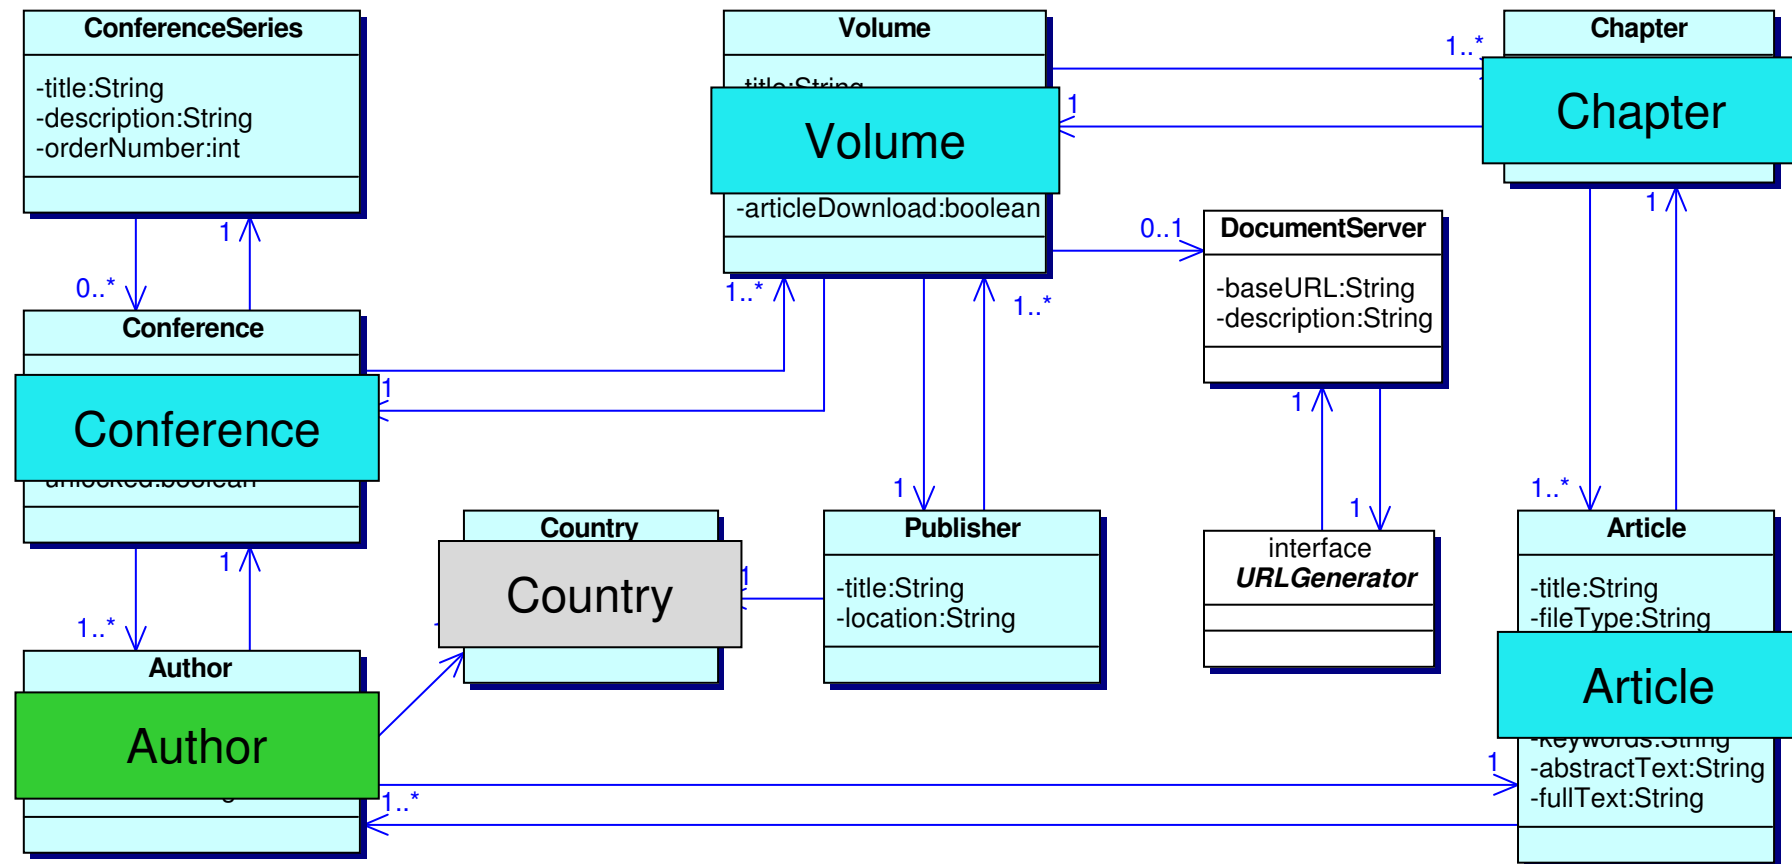 ConferenceSeries
-title:String
-description:String
-orderNumber:int
1
0..*
Conference
Conference
-unlocked:boolean
1
1..*
Author
Author
1..*
Volume
-title:String
Volume
-articleDownload:boolean
1..*
1..*
1
1
Country
Country
1
Publisher
-title:String
-location:String
0..1
DocumentServer
-baseURL:String
-description:String
1
1
interface
URLGenerator
1..*
1
Chapter
Chapter
1
1..*
Article
-title:String
-fileType:String
Article
-keywords:String
-abstractText:String
-fullText:String
1